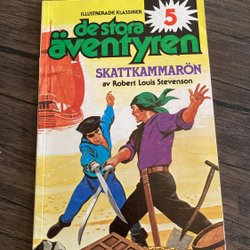 ILLUSTRERADE KLASSIKER
5
de stora
äventyren
SKATTKAMMARÖN
av Robert Louis Stevenson